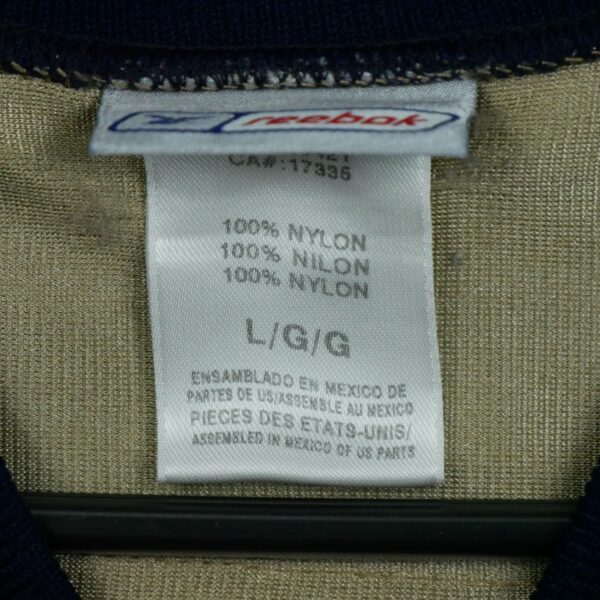 reebok
CA#:17335
100% NYLON
100% NILON
100% NYLON
L/G/G
ENSAMBLADO EN MEXICO DE
PARTES DE US/ASSEMBLE AU MEXICO
PIECES DES ETATS-UNIS/
ASSEMBLED IN MEXICO OF US PARTS